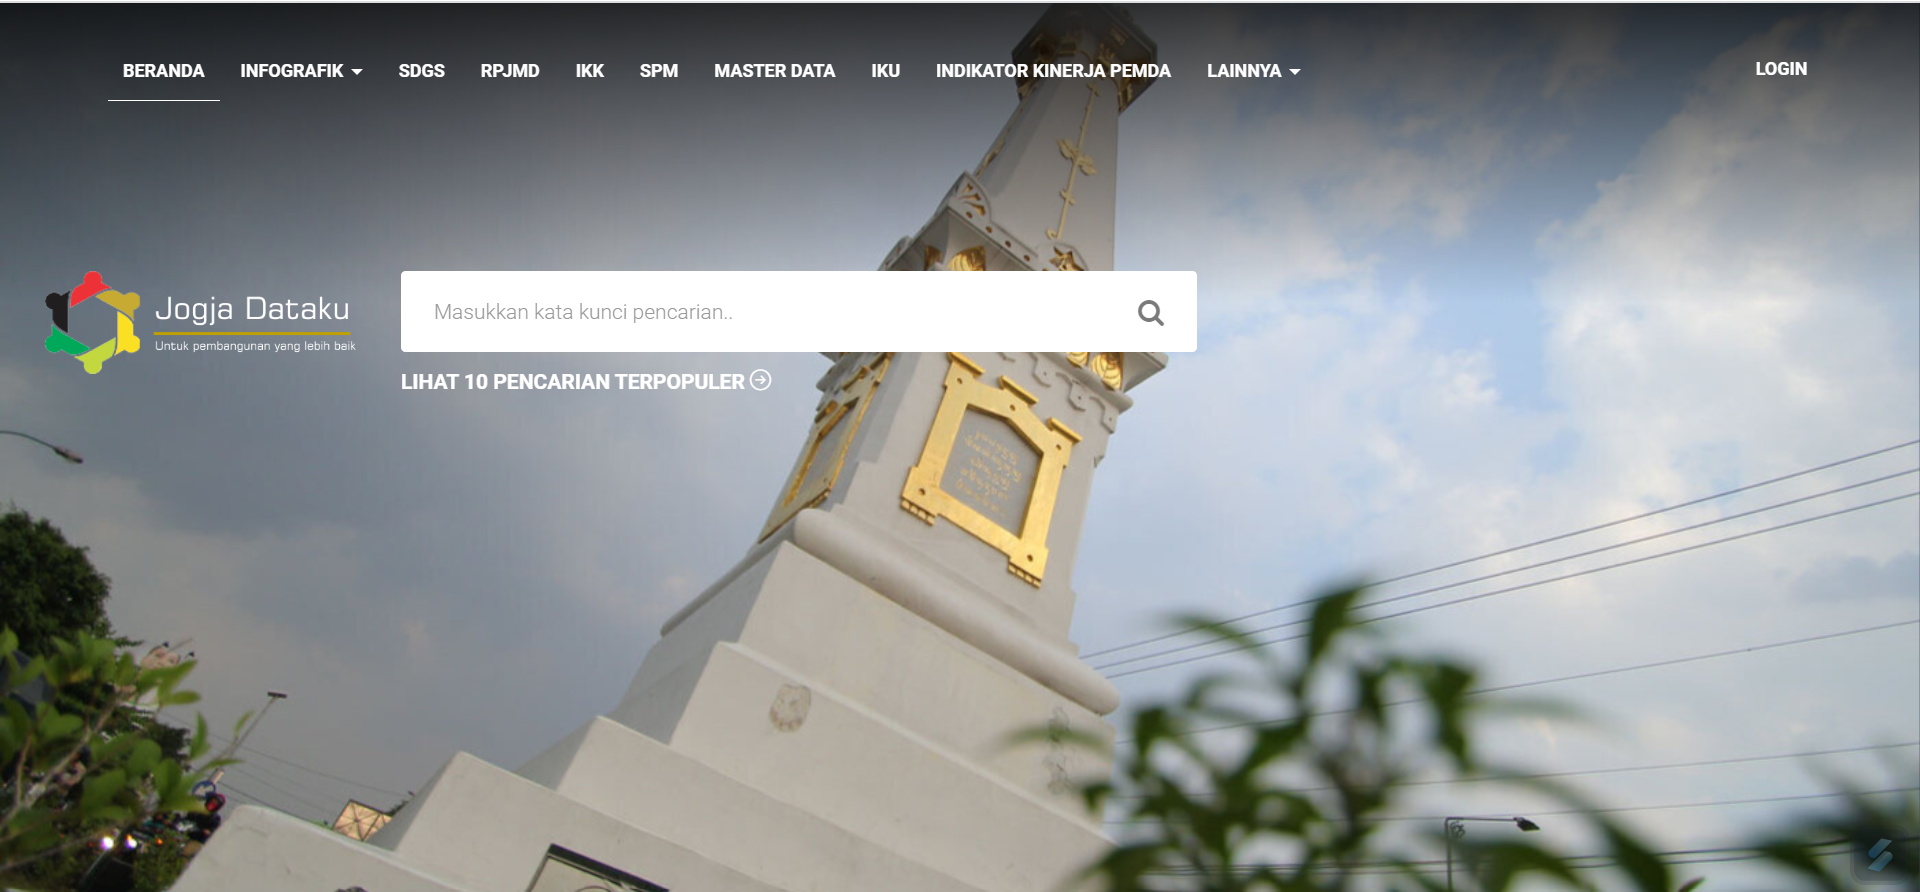 BERANDA INFOGRAFIK SDGS RPJMD IKK SPM MASTER DATA IKU INDIKATOR KINERJA PEMDA LAINNYA LOGIN
Jogja Dataku
Untuk pembangunan yang lebih baik
Masukkan kata kunci pencarian..
LIHAT 10 PENCARIAN TERPOPULER